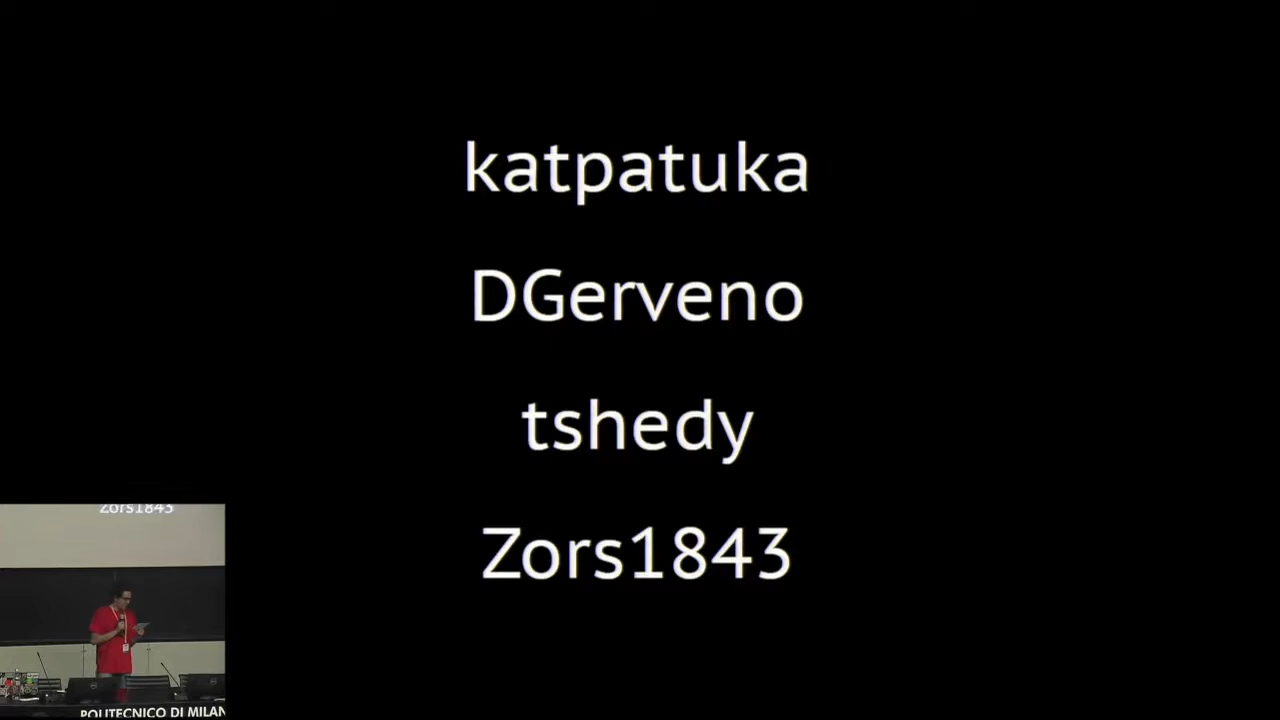 katpatuka
DGerveno
tshedy
Zors1843
Zors1843
POLITECNICO DI MILAN